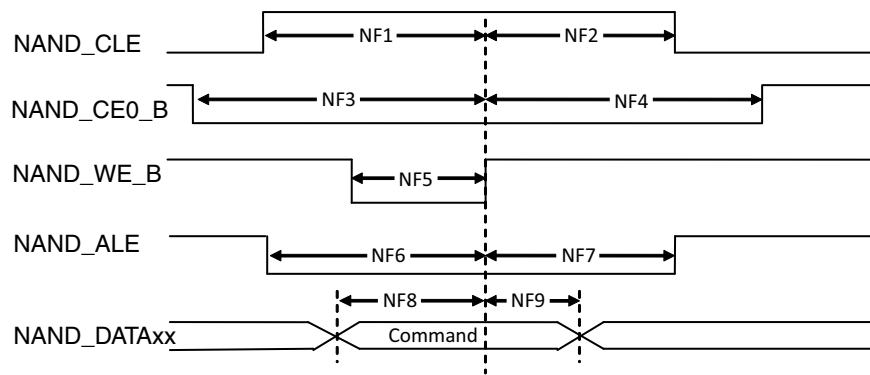 NAND_CLE NF1 NF2
NAND_CE0_B NF3 NF4
NAND_WE_B NF5
NAND_ALE NF6 NF7
NF8 NF9
NAND_DATAxx Command